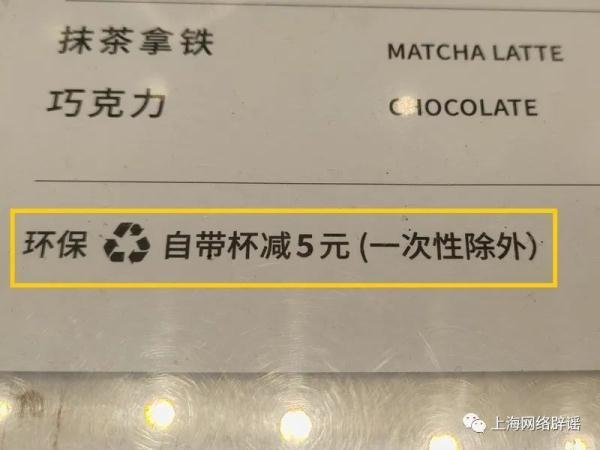 抹茶拿铁 MATCHA LATTE
巧克力 CHOCOLATE
环保 自带杯减5元(一次性除外)
上海网络辟谣